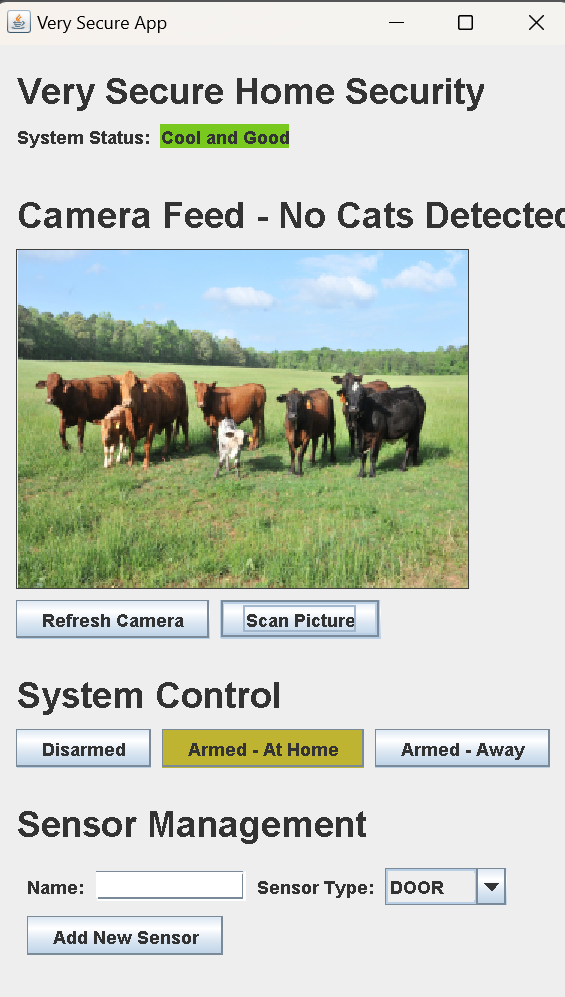 Very Secure App
Very Secure Home Security
System Status: Cool and Good
Camera Feed - No Cats Detected
Refresh Camera Scan Picture
System Control
Disarmed Armed - At Home Armed - Away
Sensor Management
Name: Sensor Type: DOOR
Add New Sensor